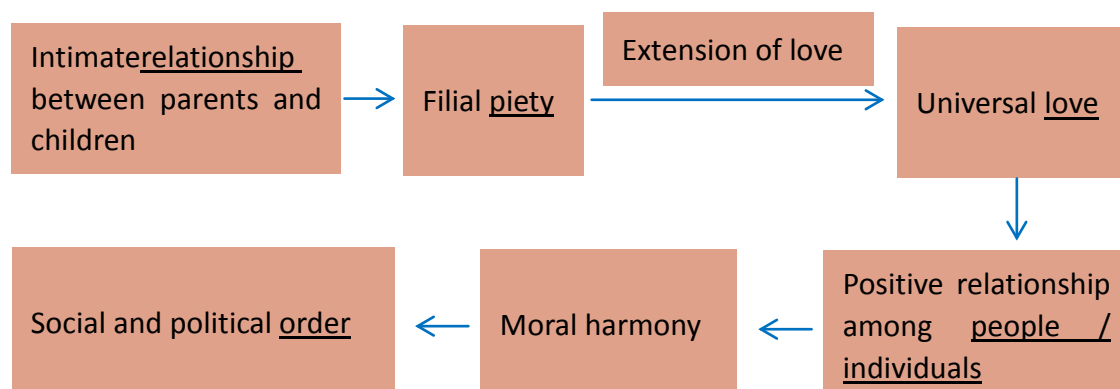 Intimaterelationship
between parents and
children
Filial piety
Extension of love
Universal love
Positive relationship
among people /
individuals
Moral harmony
Social and political order